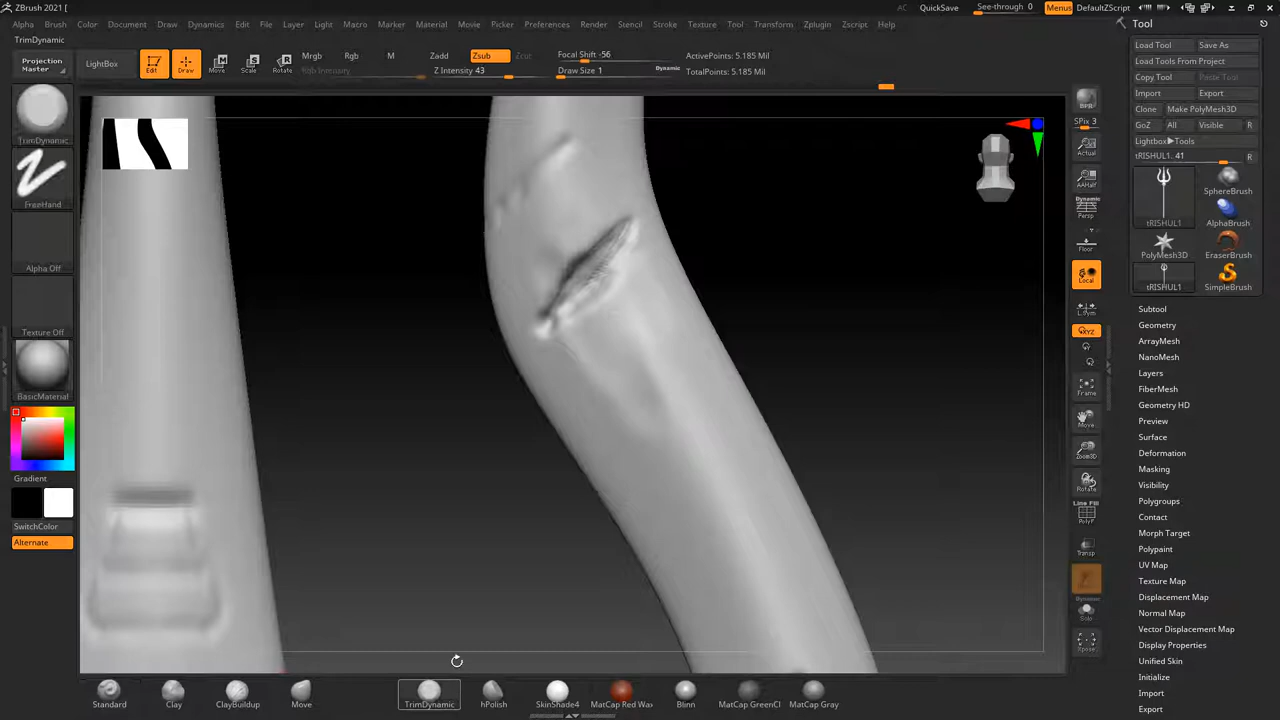 ZBrush 2021 [
AC QuickSave See-through 0 Menus DefaultZScript
Alpha Brush Color Document Draw Dynamics Edit File Layer Light Macro Marker Material Movie Picker Preferences Render Stencil Stroke Texture Tool Transform Zplugin Zscript Help
TrimDynamic
Projection
Master
LightBox
Edit
Draw
Move
Scale
Rotate
Mrgb Rgb M
Rgb Intensity
Zadd Zsub Zcut
Z Intensity 43
Focal Shift -56
Draw Size 1
Dynamic
ActivePoints: 5.185 Mil
TotalPoints: 5.185 Mil
TrimDynamic
FreeHand
Alpha Off
Texture Off
BasicMaterial
Gradient
SwitchColor
Alternate
BPR
SPix 3
Actual
AAHalf
Dynamic
Persp
Floor
Local
L.Sym
XYZ
Frame
Move
Zoom3D
Rotate
Line Fill
PolyF
Transp
Dynamic
Solo
Xpose
Tool
Load Tool Save As
Load Tools From Project
Copy Tool Paste Tool
Import Export
Clone Make PolyMesh3D
GoZ All Visible R
Lightbox▶Tools
tRISHUL1. 41 R
tRISHUL1
SphereBrush
AlphaBrush
PolyMesh3D
EraserBrush
tRISHUL1
SimpleBrush
Subtool
Geometry
ArrayMesh
NanoMesh
Layers
FiberMesh
Geometry HD
Preview
Surface
Deformation
Masking
Visibility
Polygroups
Contact
Morph Target
Polypaint
UV Map
Texture Map
Displacement Map
Normal Map
Vector Displacement Map
Display Properties
Unified Skin
Initialize
Import
Export
Standard Clay ClayBuildup Move TrimDynamic hPolish SkinShade4 MatCap Red Wax Blinn MatCap GreenCl MatCap Gray